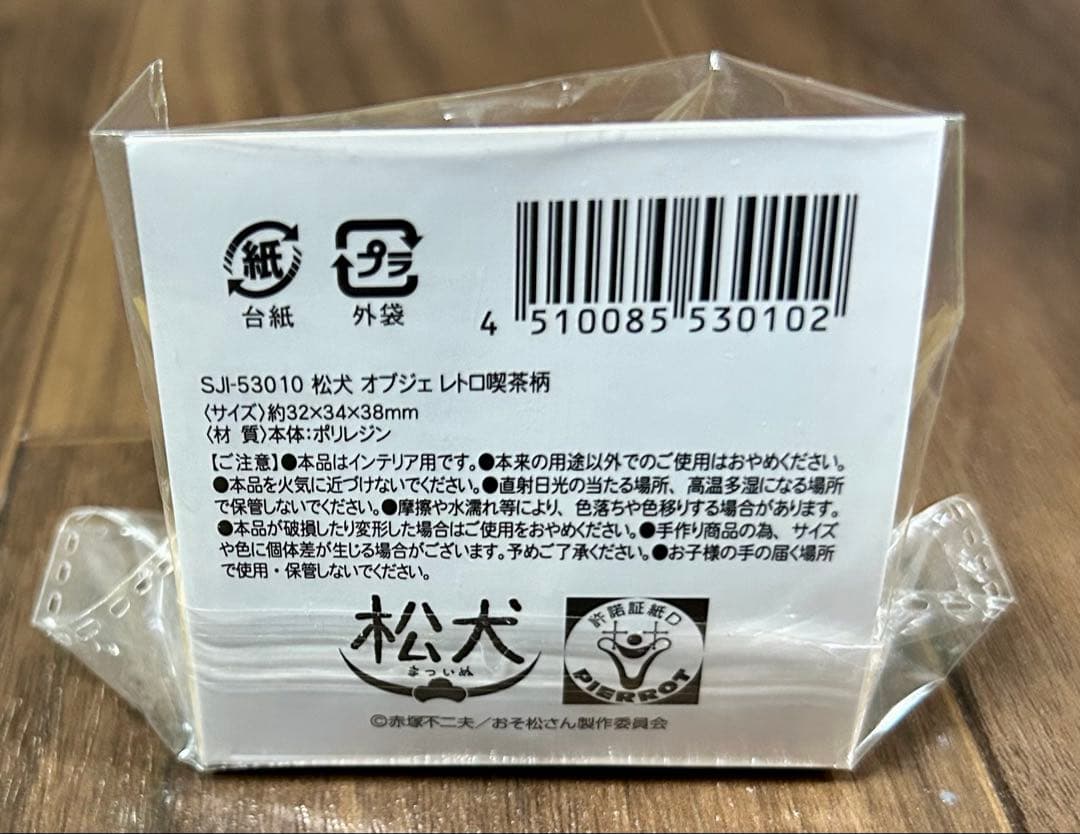 紙 プラ
台紙 外袋
4 510085 530102
SJI-53010 松犬 オブジェ レトロ喫茶柄
〈サイズ〉約32×34×38mm
〈材 質〉本体:ポリレジン
【ご注意】●本品はインテリア用です。●本来の用途以外でのご使用はおやめください。
●本品を火気に近づけないでください。●直射日光の当たる場所、高温多湿になる場所
で保管しないでください。●摩擦や水濡れ等により、色落ちや色移りする場合があります。
●本品が破損したり変形した場合はご使用をおやめください。●手作り商品の為、サイズ
や色に個体差が生じる場合がございます。予めご了承ください。●お子様の手の届く場所
で使用・保管しないでください。
松犬
まついぬ
許諾証紙D
PIERROT
©赤塚不二夫/おそ松さん製作委員会